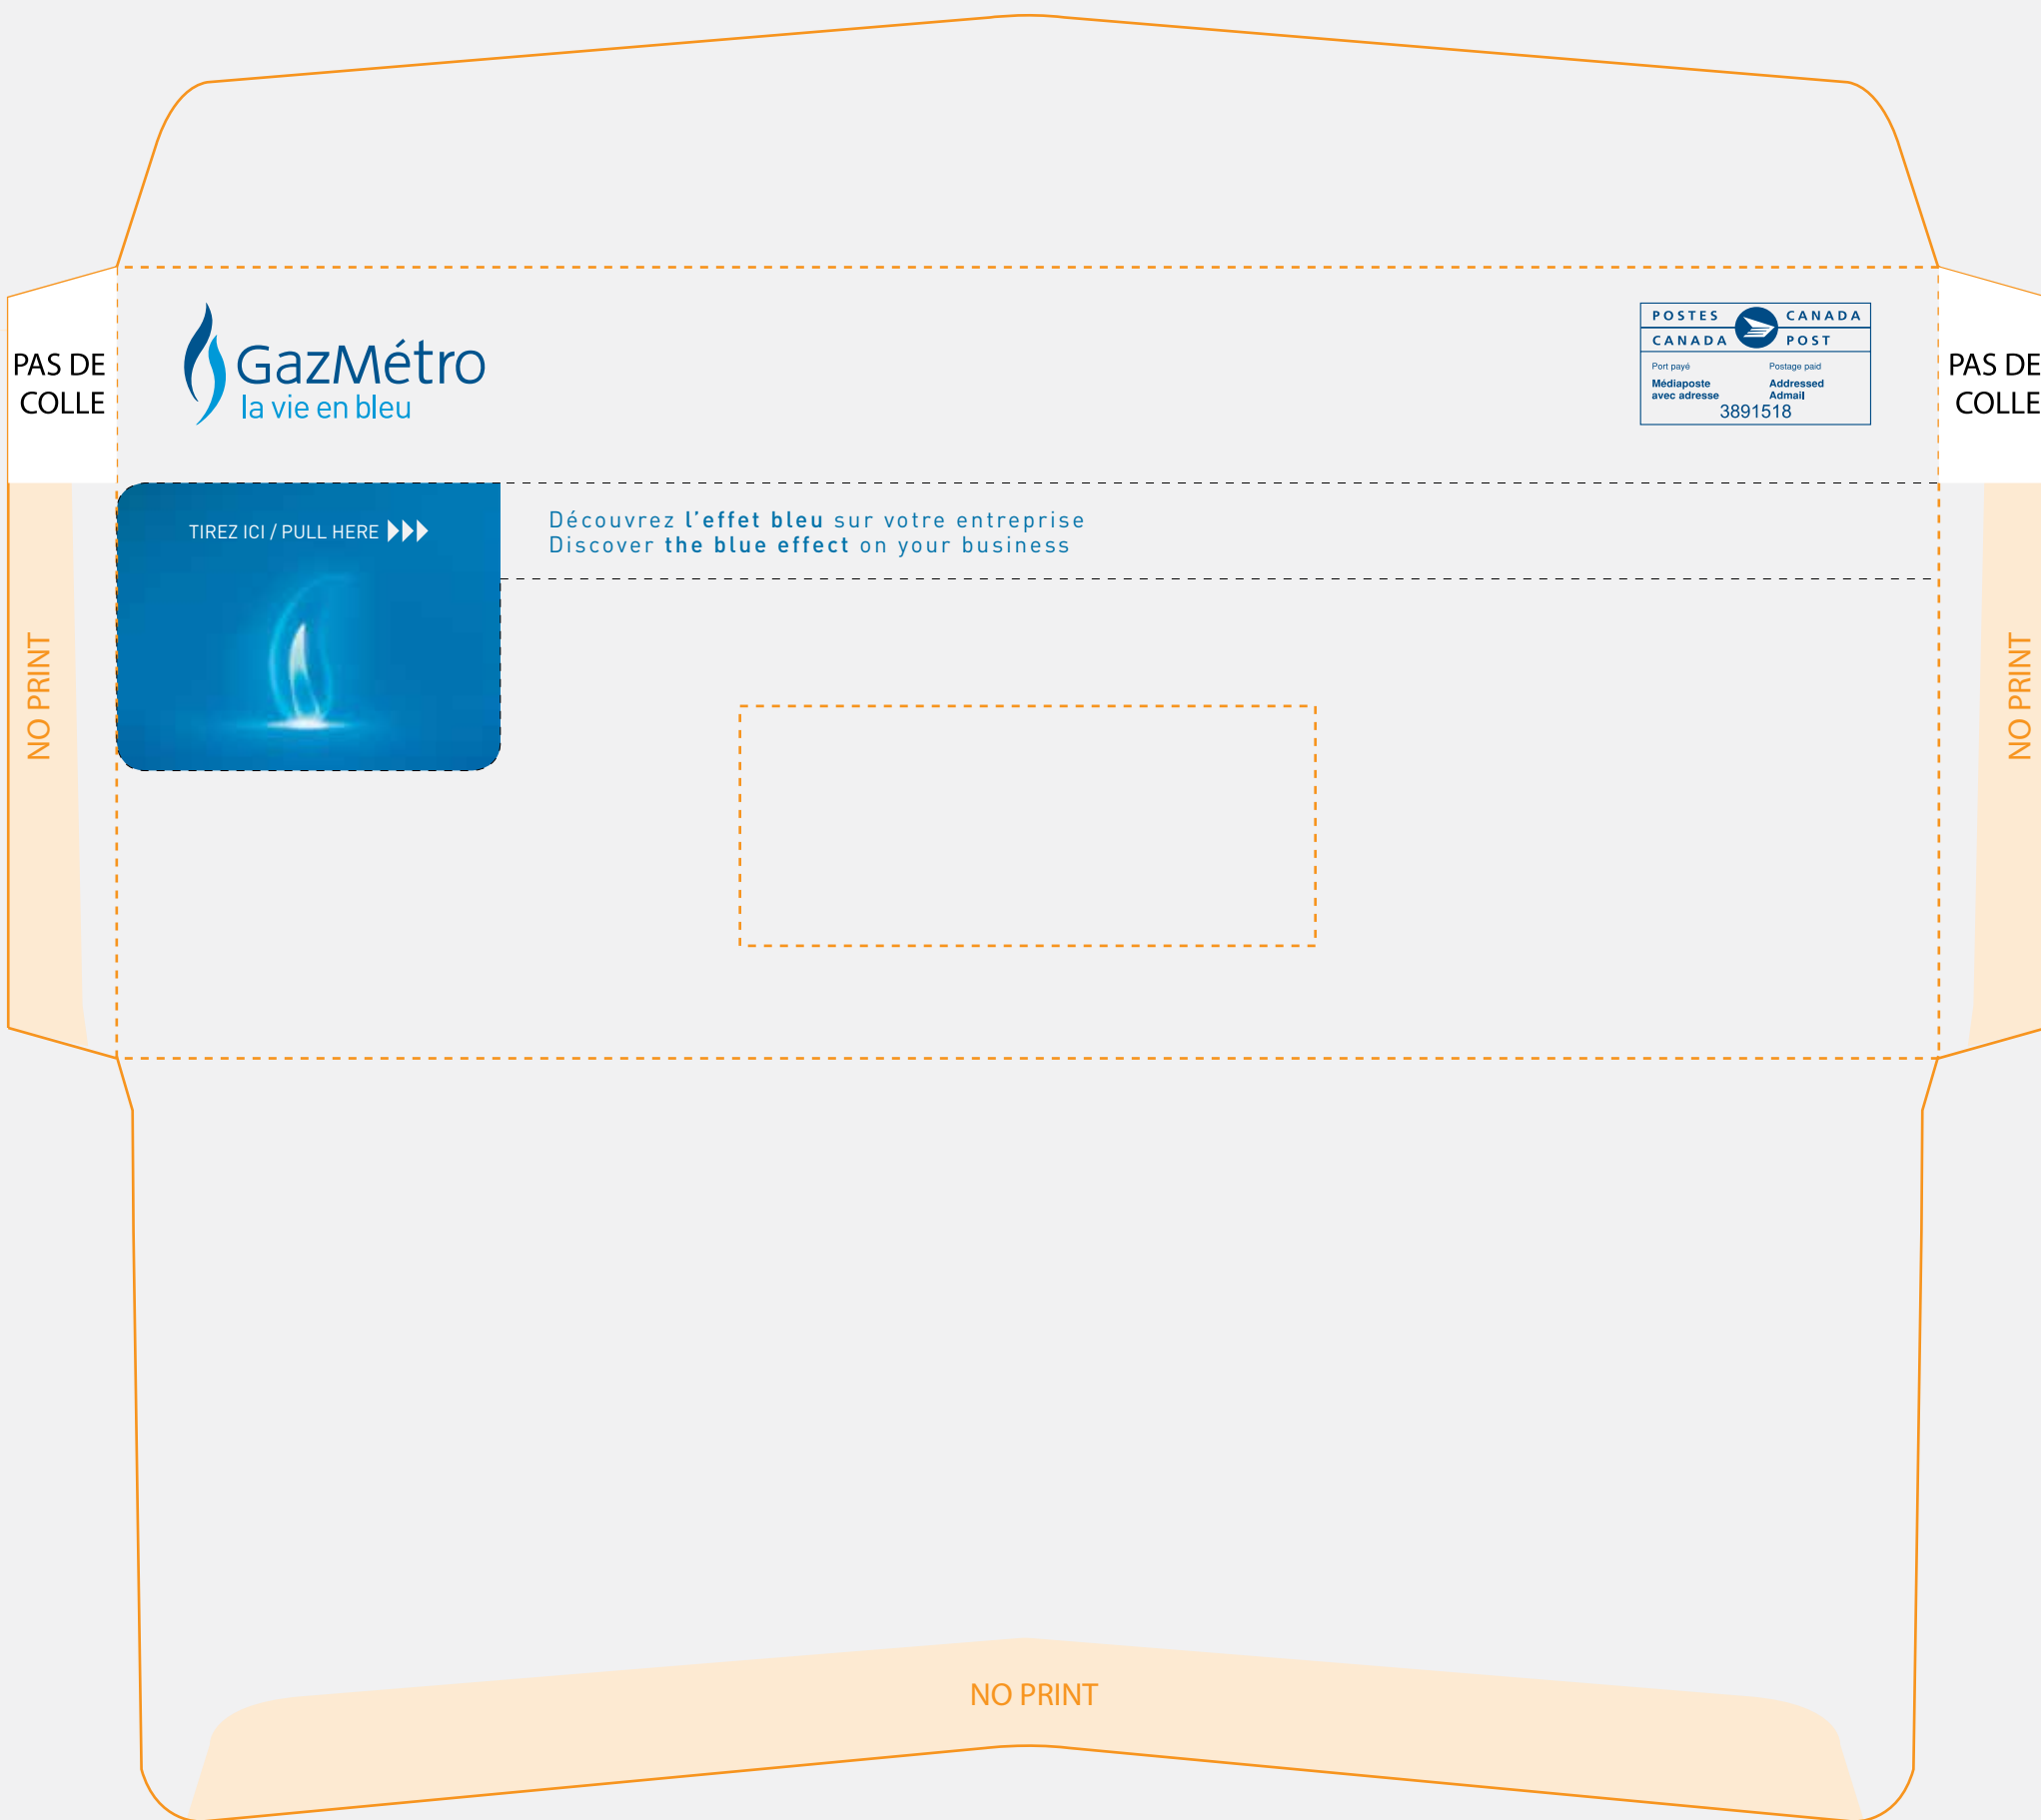 PAS DE
COLLE
GazMétro
la vie en bleu
POSTES CANADA
CANADA POST
Port payé Postage paid
Médiaposte Addressed
avec adresse Admail
3891518
PAS DE
COLLE
TIREZ ICI / PULL HERE
Découvrez l'effet bleu sur votre entreprise
Discover the blue effect on your business
NO PRINT
NO PRINT
NO PRINT